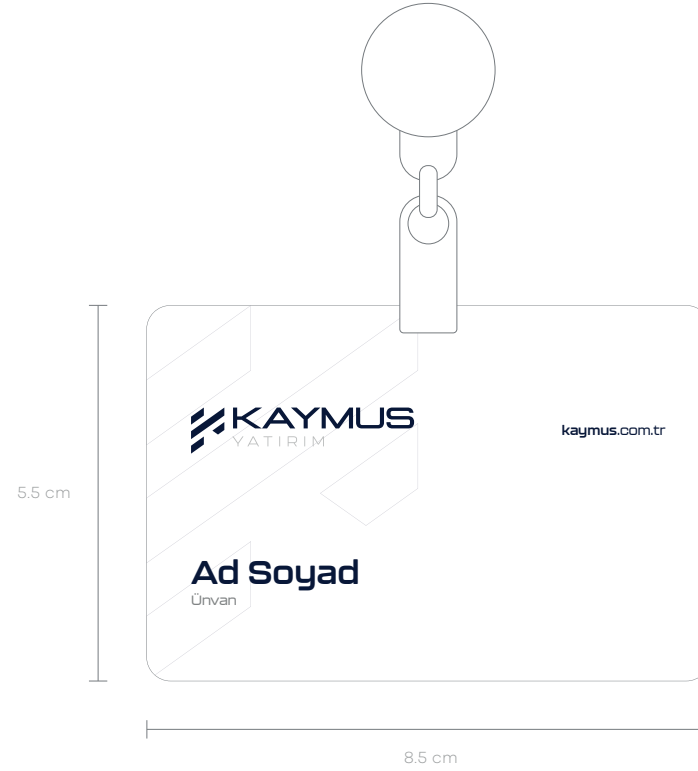 KAYMUS
YATIRIM
kaymus.com.tr
5.5 cm
Ad Soyad
Ünvan
8.5 cm